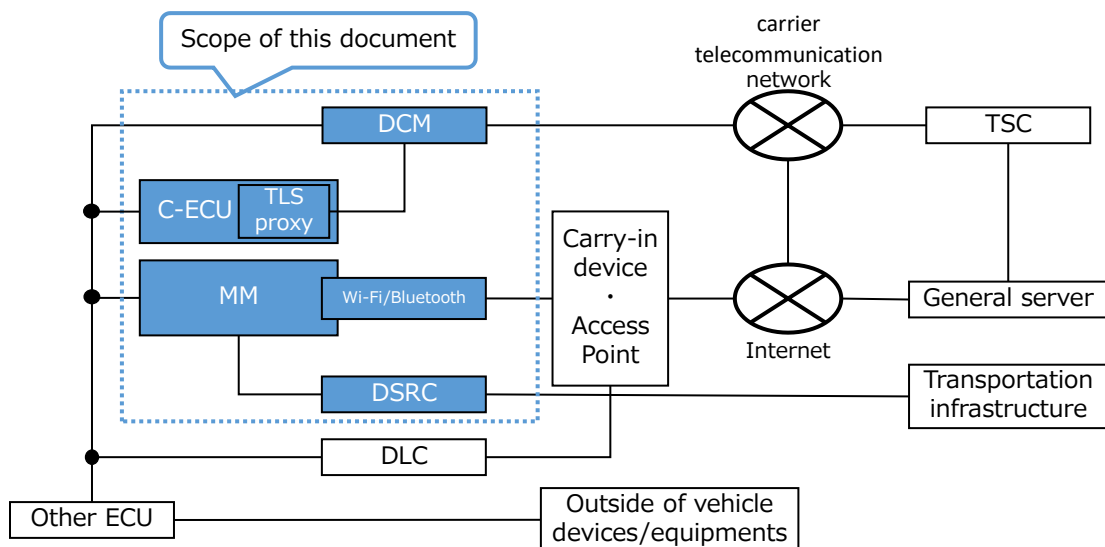 Scope of this document
carrier
telecommunication
network
DCM
TSC
C-ECU
TLS
proxy
Carry-in
device
・
Access
Point
MM
Wi-Fi/Bluetooth
General server
Internet
DSRC
Transportation
infrastructure
DLC
Other ECU
Outside of vehicle
devices/equipments